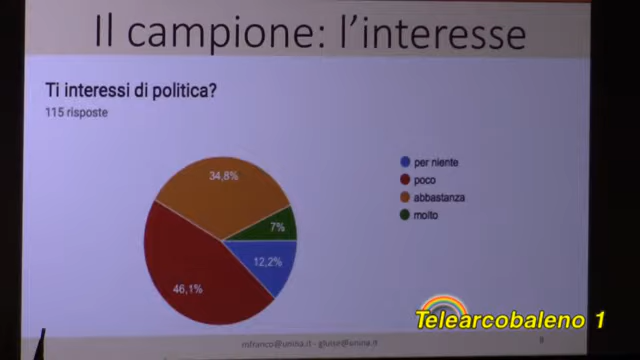 Il campione: l'interesse
Ti interessi di politica?
115 risposte
34,8%
7%
12,2%
46,1%
per niente
poco
abbastanza
molto
Telearcobaleno 1
8